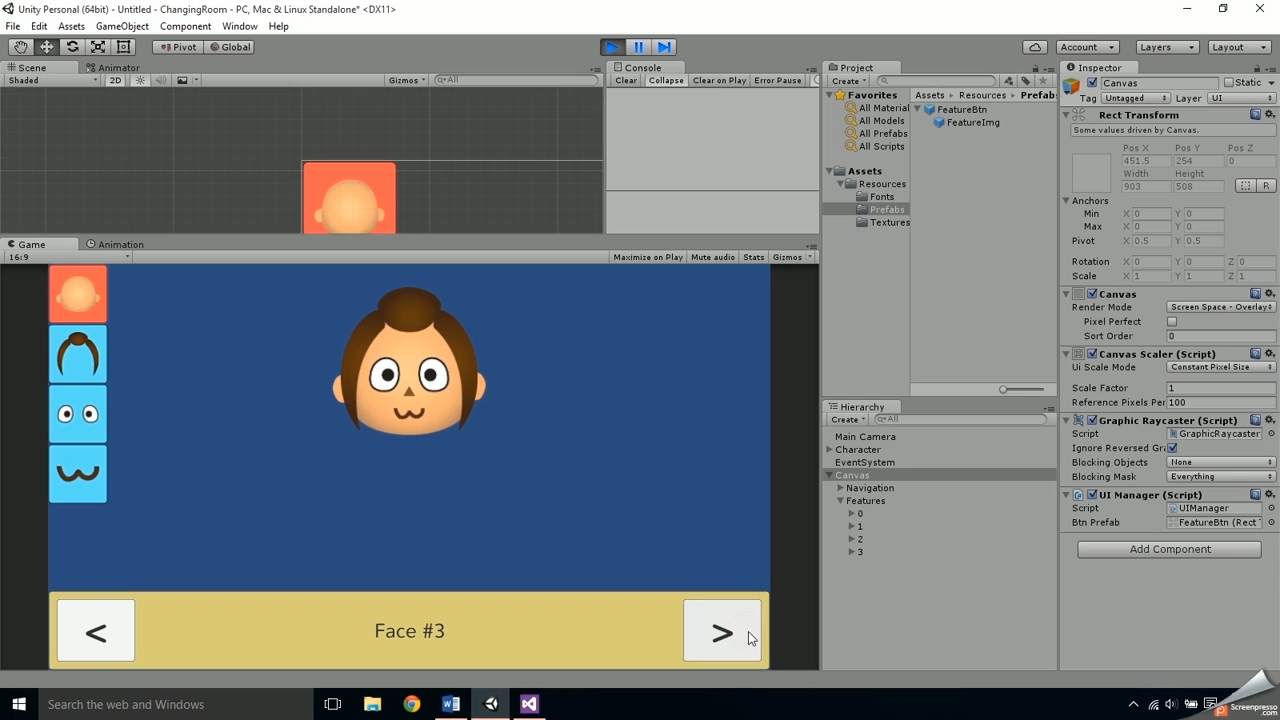 Unity Personal (64bit) - Untitled - ChangingRoom - PC, Mac & Linux Standalone* <DX11>
File Edit Assets GameObject Component Window Help
Pivot Global Account Layers Layout
Scene Animator
Shaded 2D Gizmos All
Console
Clear Collapse Clear on Play Error Pause
Project
Create
Favorites
All Material
All Models
All Prefabs
All Scripts
Assets
Resources
Fonts
Prefabs
Textures
Assets Resources Prefab
FeatureBtn
FeatureImg
Inspector
Canvas Static
Tag Untagged Layer UI
Rect Transform
Some values driven by Canvas.
Pos X Pos Y Pos Z
451.5 254 0
Width Height
903 508
R
Anchors
Min X 0 Y 0
Max X 0 Y 0
Pivot X 0.5 Y 0.5
Rotation X 0 Y 0 Z 0
Scale X 1 Y 1 Z 1
Canvas
Render Mode Screen Space - Overlay
Pixel Perfect
Sort Order 0
Canvas Scaler (Script)
Ui Scale Mode Constant Pixel Size
Scale Factor 1
Reference Pixels Per 100
Graphic Raycaster (Script)
Script GraphicRaycaster
Ignore Reversed Gra
Blocking Objects None
Blocking Mask Everything
UI Manager (Script)
Script UIManager
Btn Prefab FeatureBtn (Rect
Add Component
Hierarchy
Create All
Main Camera
Character
EventSystem
Canvas
Navigation
Features
0
1
2
3
Game Animation
16:9 Maximize on Play Mute audio Stats Gizmos
< Face #3 >
Search the web and Windows
Screenpresso
.com